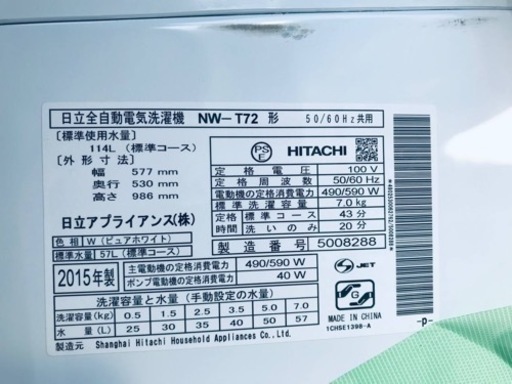 日立全自動電気洗濯機 NW-T72 形 50/60Hz共用
[標準使用水量]
114L (標準コース)
[外形寸法]
幅 577 mm
奥行 530 mm
高さ 986 mm
日立アプライアンス(株)
色相 W (ピュアホワイト)
標準水量 57L (標準コース)
PS
E
HITACHI
定格電圧 100 V
定格周波数 50/60 Hz
電動機の定格消費電力 490/590 W
標準洗濯容量 7.0 kg
定格時間 標準コース 43 分
洗いのみ 20 分
製造番号 5008288
2015年製
主電動機の定格消費電力 490/590 W
ポンプ電動機の定格消費電力 40 W
S-JET
洗濯容量と水量 (手動設定の水量)
洗濯容量(kg) 0.5 1.5 2.5 3.5 5.0 7.0
水量(L) 25 30 35 40 50 57
製造元 Shanghai Hitachi Household Appliances Co., Ltd.
G
MADE IN CHINA
1CHSE1398-A
-P-